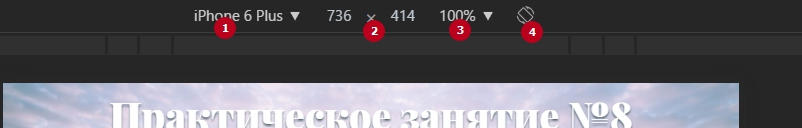 iPhone 6 Plus ▼ 736 × 414 100% ▼
1 2 3 4
Практическое занятие №8